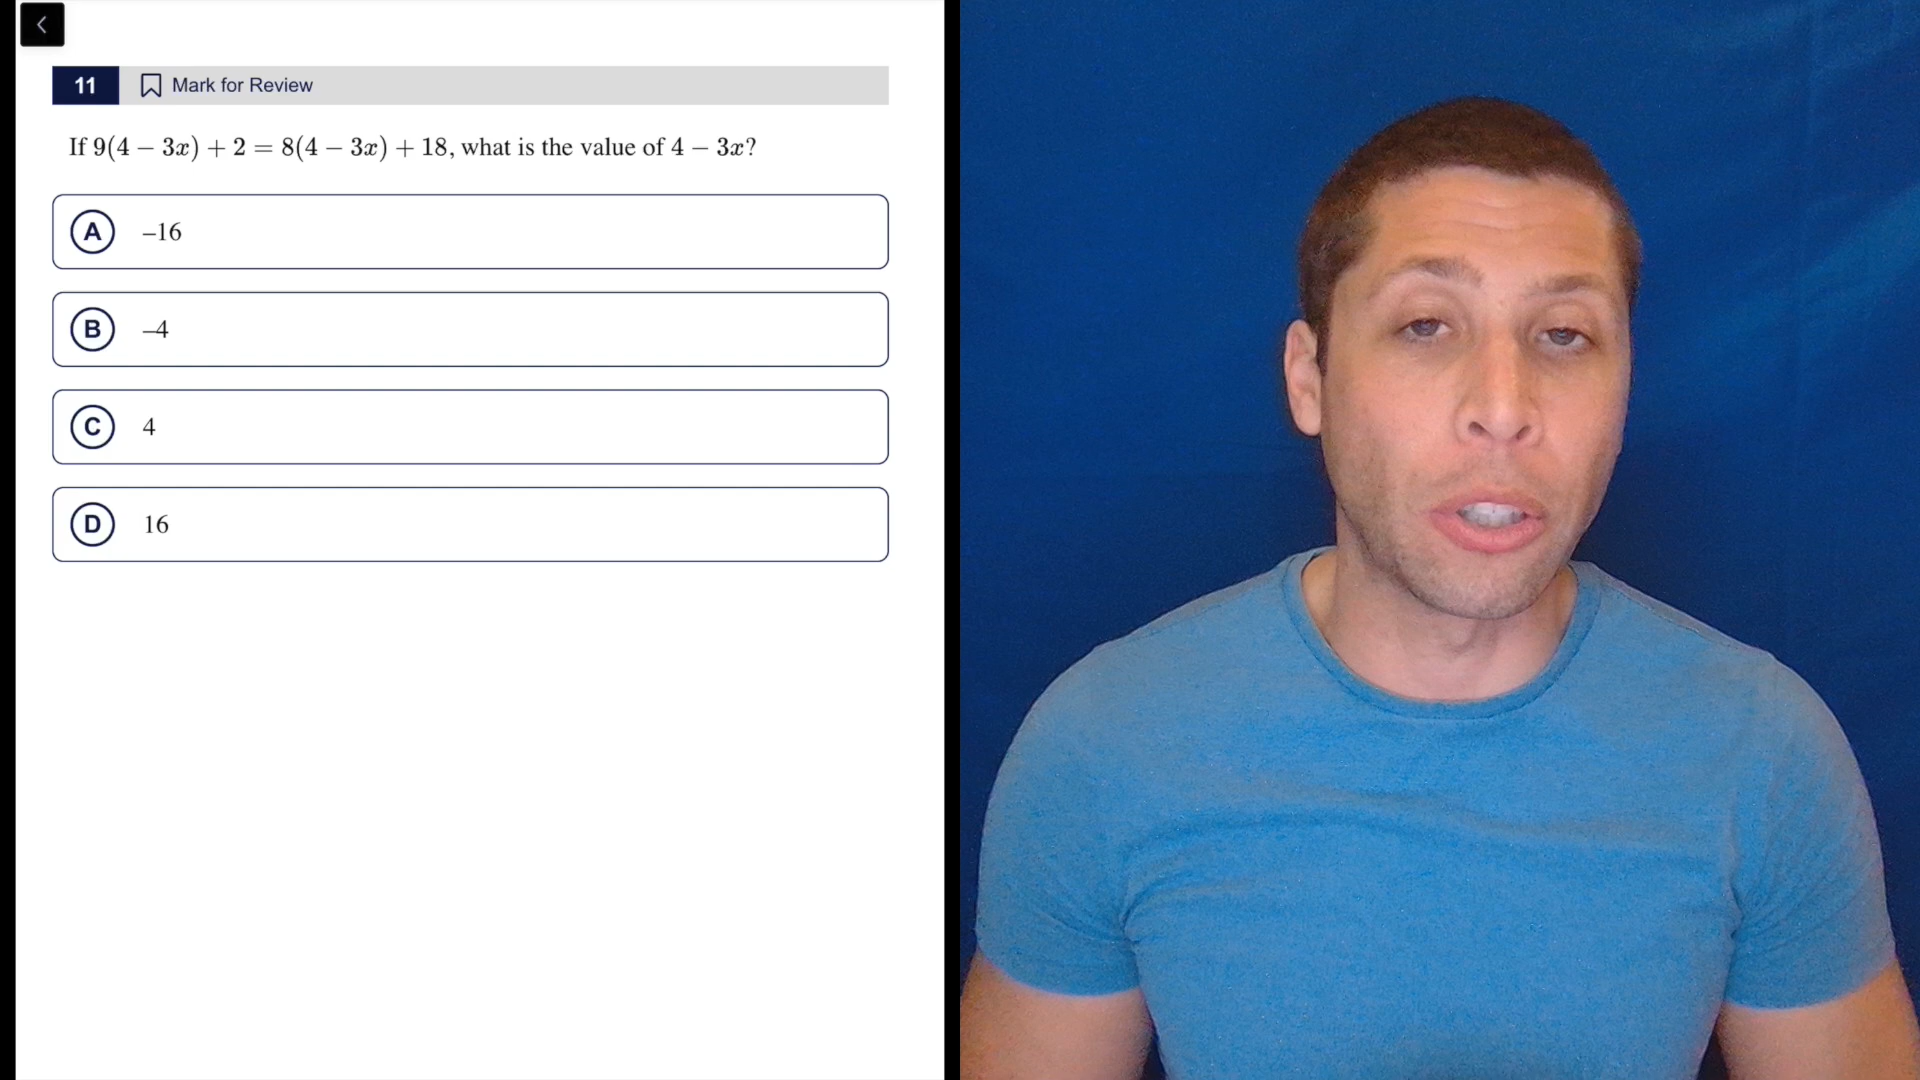 11 Mark for Review
If 9(4 – 3x) + 2 = 8(4 – 3x) + 18, what is the value of 4 – 3x?
A –16
B –4
C 4
D 16